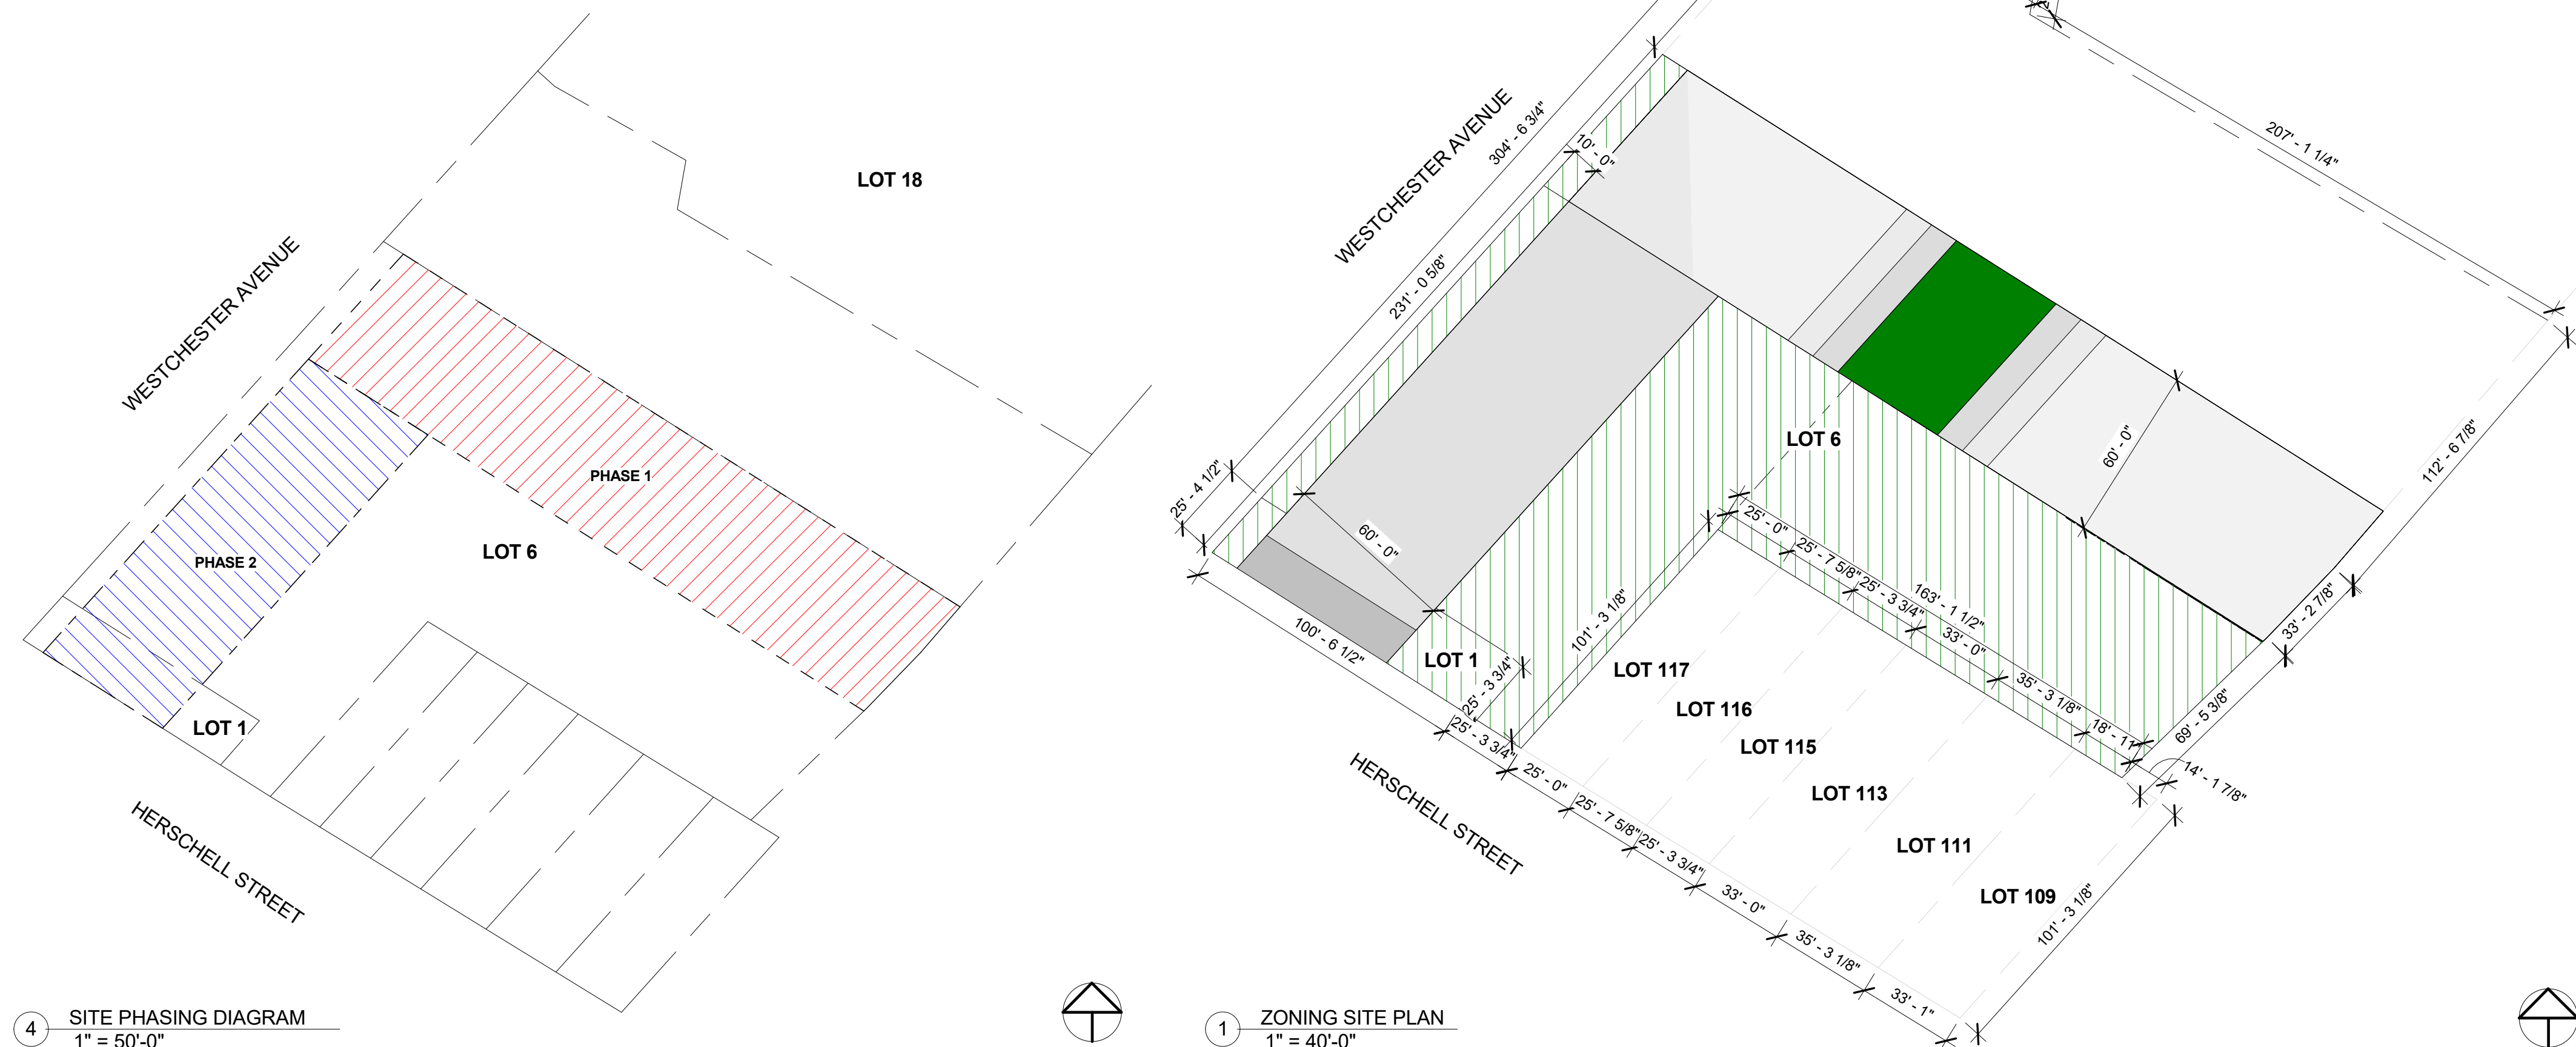 LOT 18
WESTCHESTER AVENUE
PHASE 1
LOT 6
PHASE 2
LOT 1
HERSCHELL STREET
4
SITE PHASING DIAGRAM
1" = 50'-0"
207' - 1 1/4"
WESTCHESTER AVENUE
304' - 6 3/4"
10' - 0"
231' - 0 5/8"
LOT 6
60' - 0"
112' - 6 7/8"
25' - 4 1/2"
60' - 0"
25' - 0"
25' - 7 5/8"
25' - 3 3/4"
163' - 1 1/2"
33' - 0"
35' - 3 1/8"
18' - 11"
33' - 2 7/8"
69' - 5 3/8"
14' - 1 7/8"
100' - 6 1/2"
101' - 3 1/8"
LOT 1
25' - 3 3/4"
LOT 117
LOT 116
LOT 115
LOT 113
LOT 111
LOT 109
25' - 3 3/4"
25' - 0"
25' - 7 5/8"
25' - 3 3/4"
33' - 0"
35' - 3 1/8"
33' - 1"
101' - 3 1/8"
HERSCHELL STREET
1
ZONING SITE PLAN
1" = 40'-0"